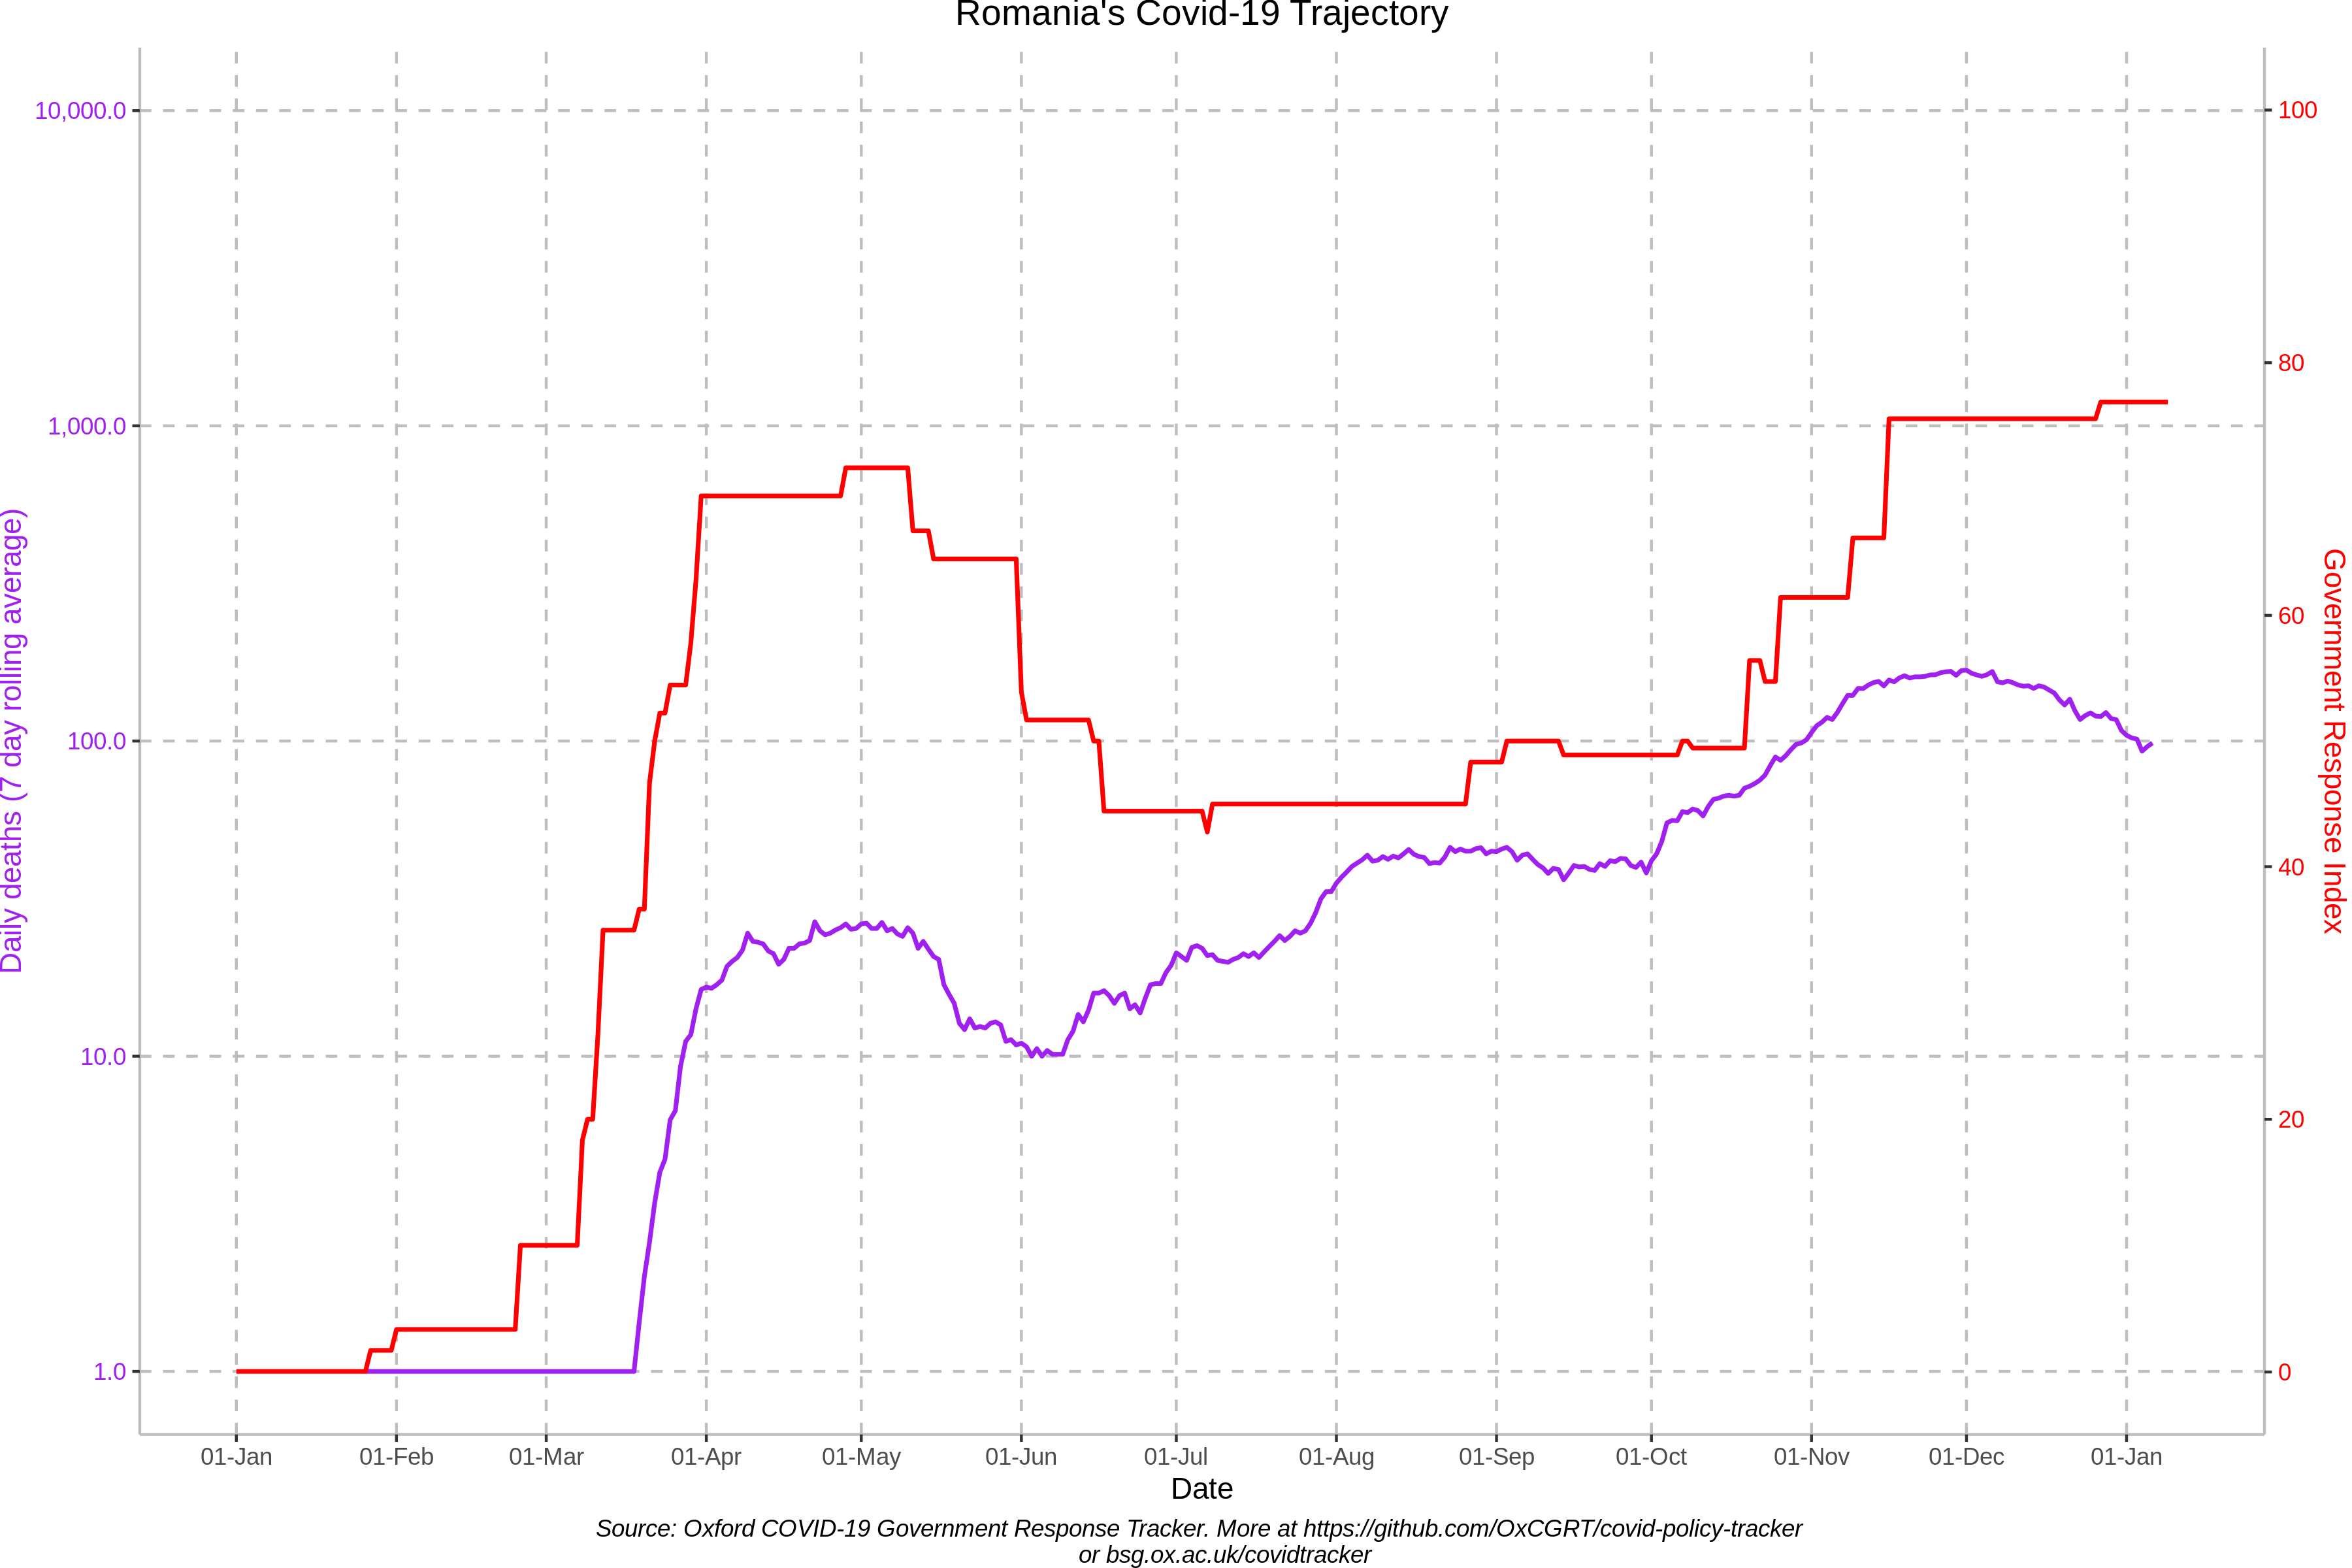 Romania's Covid-19 Trajectory
10,000.0
1,000.0
100.0
10.0
1.0
Daily deaths (7 day rolling average)
100
80
60
40
20
0
Government Response Index
01-Jan
01-Feb
01-Mar
01-Apr
01-May
01-Jun
01-Jul
01-Aug
01-Sep
01-Oct
01-Nov
01-Dec
01-Jan
Date
Source: Oxford COVID-19 Government Response Tracker. More at https://github.com/OxCGRT/covid-policy-tracker
or bsg.ox.ac.uk/covidtracker